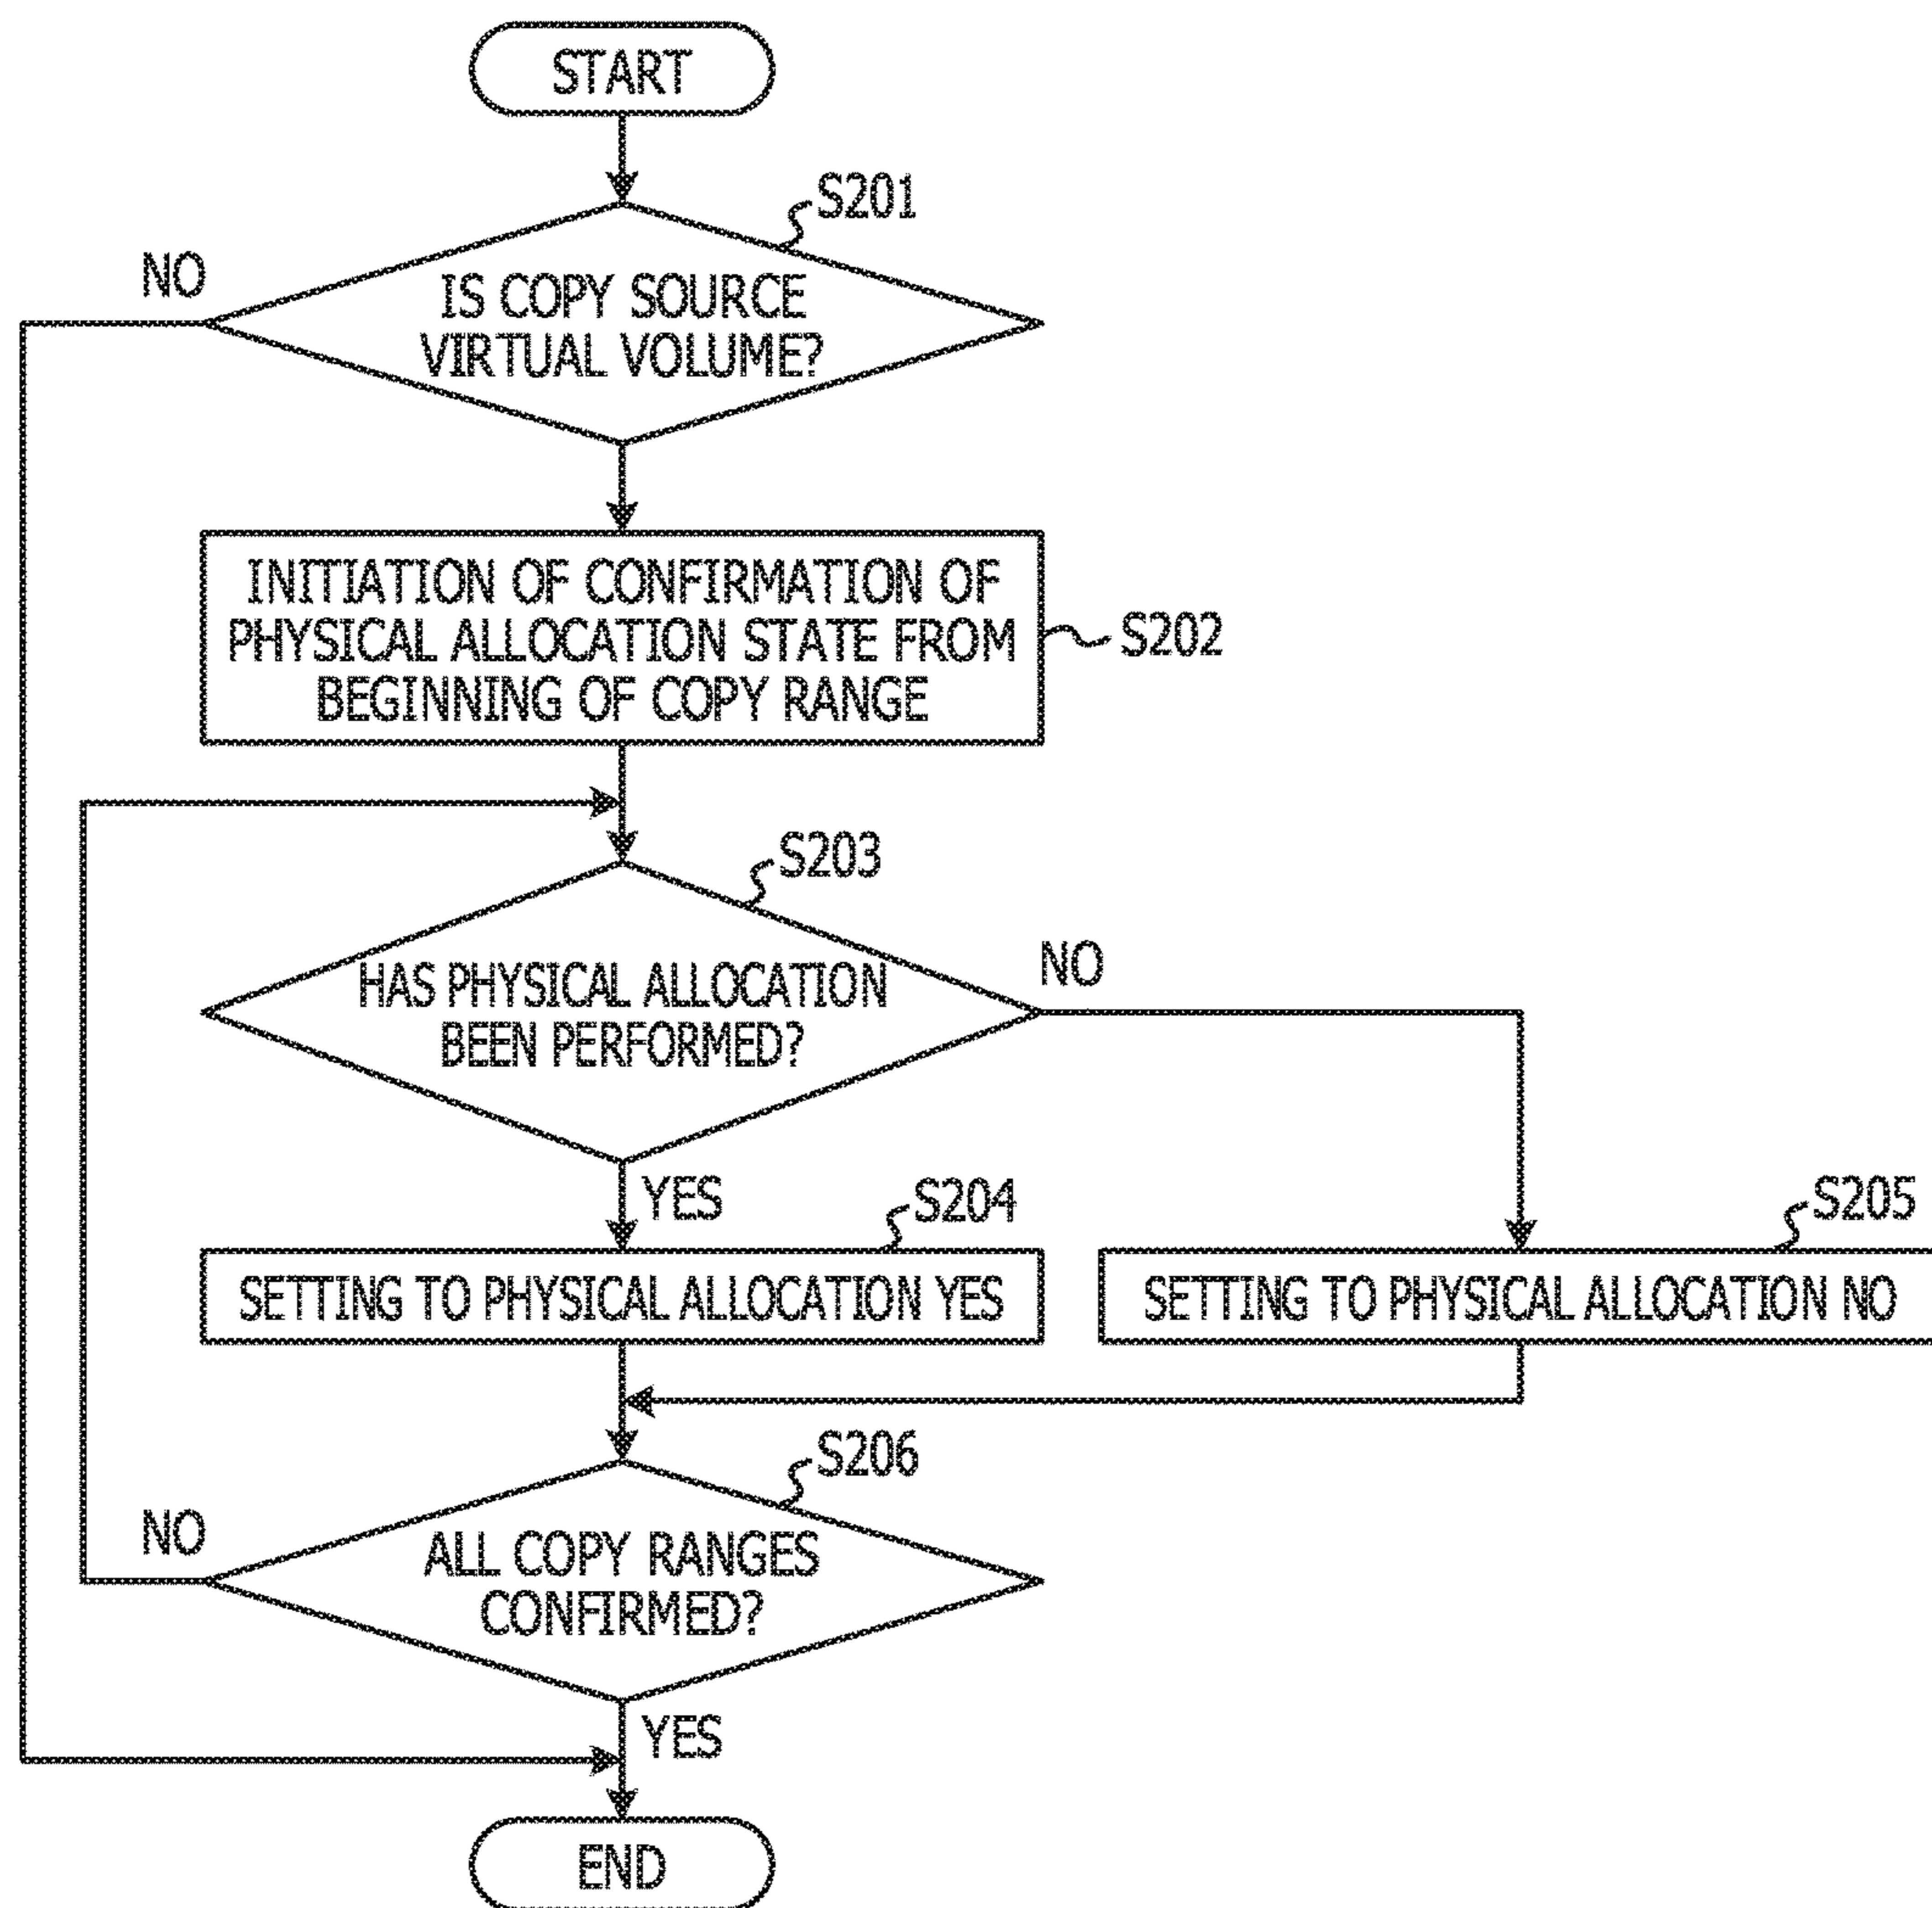 START
S201
NO
IS COPY SOURCE
VIRTUAL VOLUME?
INITIATION OF CONFIRMATION OF
PHYSICAL ALLOCATION STATE FROM
BEGINNING OF COPY RANGE
S202
S203
HAS PHYSICAL ALLOCATION
BEEN PERFORMED?
NO
YES
S204
S205
SETTING TO PHYSICAL ALLOCATION YES
SETTING TO PHYSICAL ALLOCATION NO
S206
NO
ALL COPY RANGES
CONFIRMED?
YES
END